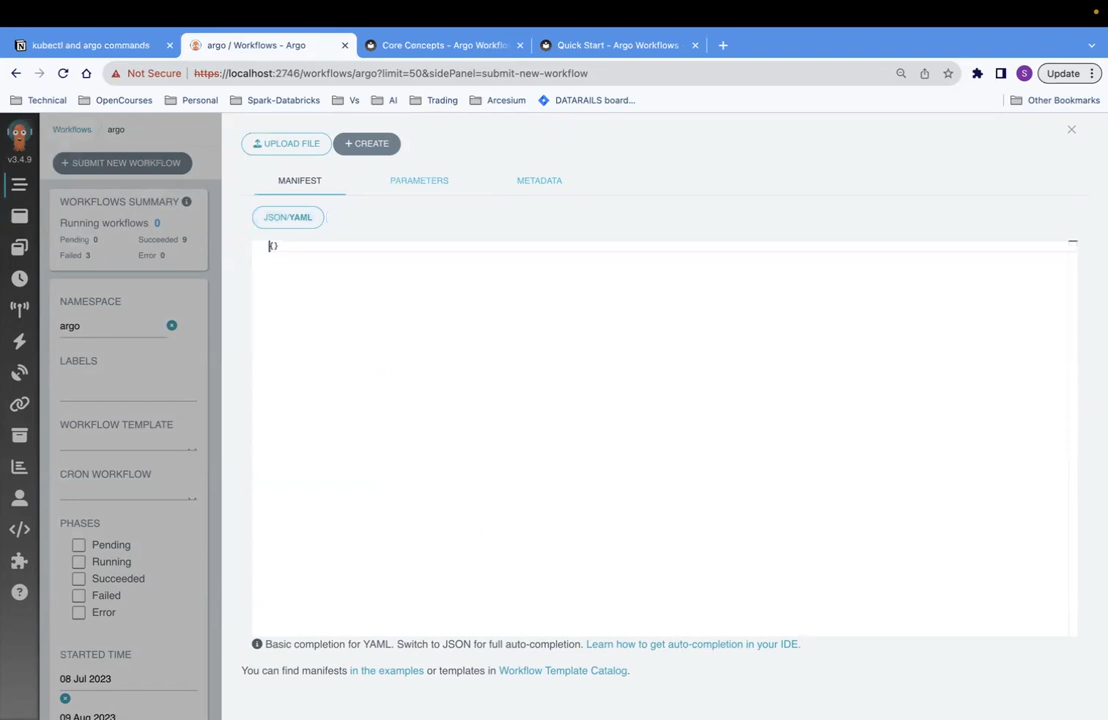 kubectl and argo commands
argo / Workflows - Argo
Core Concepts - Argo Workflow
Quick Start - Argo Workflows
Not Secure https://localhost:2746/workflows/argo?limit=50&sidePanel=submit-new-workflow
S
Update
Technical
OpenCourses
Personal
Spark-Databricks
Vs
AI
Trading
Arcesium
DATARAILS board...
Other Bookmarks
v3.4.9
Workflows / argo
+ SUBMIT NEW WORKFLOW
WORKFLOWS SUMMARY
Running workflows 0
Pending 0 Succeeded 9
Failed 3 Error 0
NAMESPACE
argo
LABELS
WORKFLOW TEMPLATE
CRON WORKFLOW
PHASES
Pending
Running
Succeeded
Failed
Error
STARTED TIME
08 Jul 2023
09 Aug 2023
UPLOAD FILE
+ CREATE
MANIFEST
PARAMETERS
METADATA
JSON/YAML
{}
Basic completion for YAML. Switch to JSON for full auto-completion. Learn how to get auto-completion in your IDE.
You can find manifests in the examples or templates in Workflow Template Catalog.